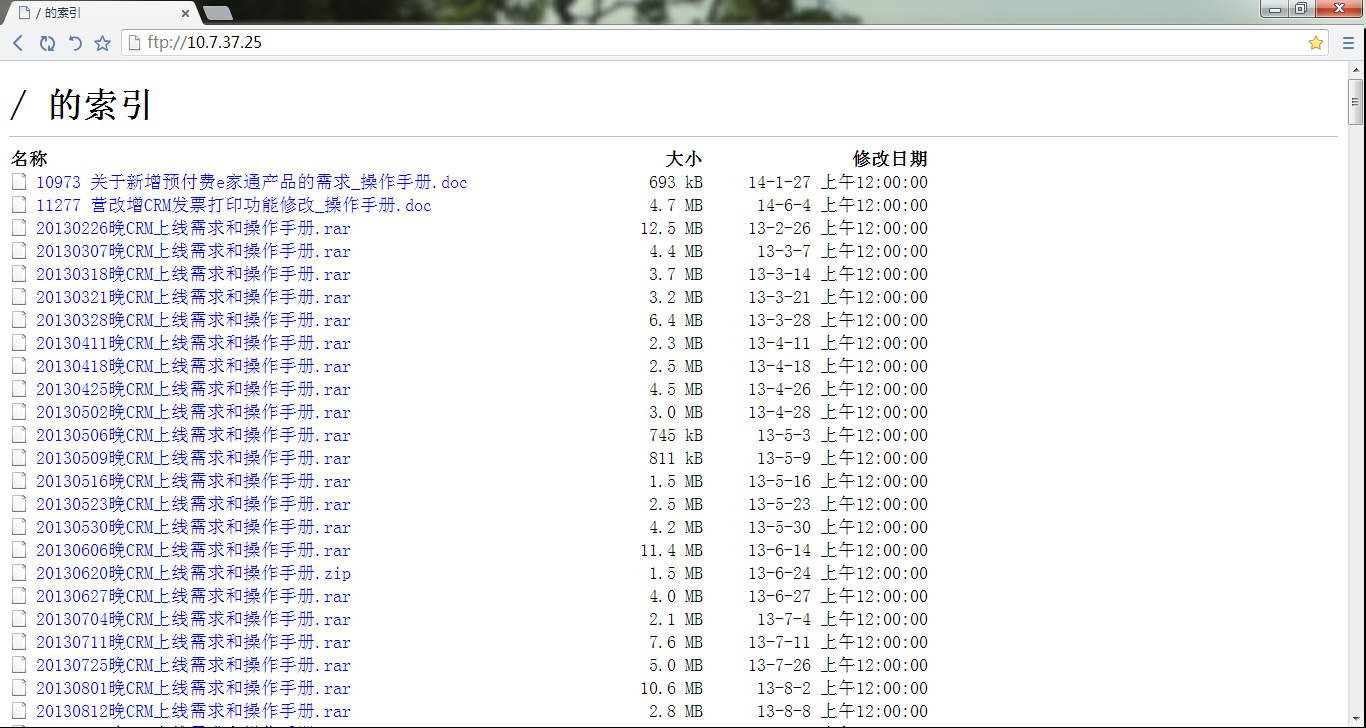 / 的索引
ftp://10.7.37.25
/ 的索引
名称 大小 修改日期
10973 关于新增预付费e家通产品的需求_操作手册.doc 693 kB 14-1-27 上午12:00:00
11277 营改增CRM发票打印功能修改_操作手册.doc 4.7 MB 14-6-4 上午12:00:00
20130226晚CRM上线需求和操作手册.rar 12.5 MB 13-2-26 上午12:00:00
20130307晚CRM上线需求和操作手册.rar 4.4 MB 13-3-7 上午12:00:00
20130318晚CRM上线需求和操作手册.rar 3.7 MB 13-3-14 上午12:00:00
20130321晚CRM上线需求和操作手册.rar 3.2 MB 13-3-21 上午12:00:00
20130328晚CRM上线需求和操作手册.rar 6.4 MB 13-3-28 上午12:00:00
20130411晚CRM上线需求和操作手册.rar 2.3 MB 13-4-11 上午12:00:00
20130418晚CRM上线需求和操作手册.rar 2.5 MB 13-4-18 上午12:00:00
20130425晚CRM上线需求和操作手册.rar 4.5 MB 13-4-26 上午12:00:00
20130502晚CRM上线需求和操作手册.rar 3.0 MB 13-4-28 上午12:00:00
20130506晚CRM上线需求和操作手册.rar 745 kB 13-5-3 上午12:00:00
20130509晚CRM上线需求和操作手册.rar 811 kB 13-5-9 上午12:00:00
20130516晚CRM上线需求和操作手册.rar 1.5 MB 13-5-16 上午12:00:00
20130523晚CRM上线需求和操作手册.rar 2.5 MB 13-5-23 上午12:00:00
20130530晚CRM上线需求和操作手册.rar 4.2 MB 13-5-30 上午12:00:00
20130606晚CRM上线需求和操作手册.rar 11.4 MB 13-6-14 上午12:00:00
20130620晚CRM上线需求和操作手册.zip 1.5 MB 13-6-24 上午12:00:00
20130627晚CRM上线需求和操作手册.rar 4.0 MB 13-6-27 上午12:00:00
20130704晚CRM上线需求和操作手册.rar 2.1 MB 13-7-4 上午12:00:00
20130711晚CRM上线需求和操作手册.rar 7.6 MB 13-7-11 上午12:00:00
20130725晚CRM上线需求和操作手册.rar 5.0 MB 13-7-26 上午12:00:00
20130801晚CRM上线需求和操作手册.rar 10.6 MB 13-8-2 上午12:00:00
20130812晚CRM上线需求和操作手册.rar 2.8 MB 13-8-8 上午12:00:00